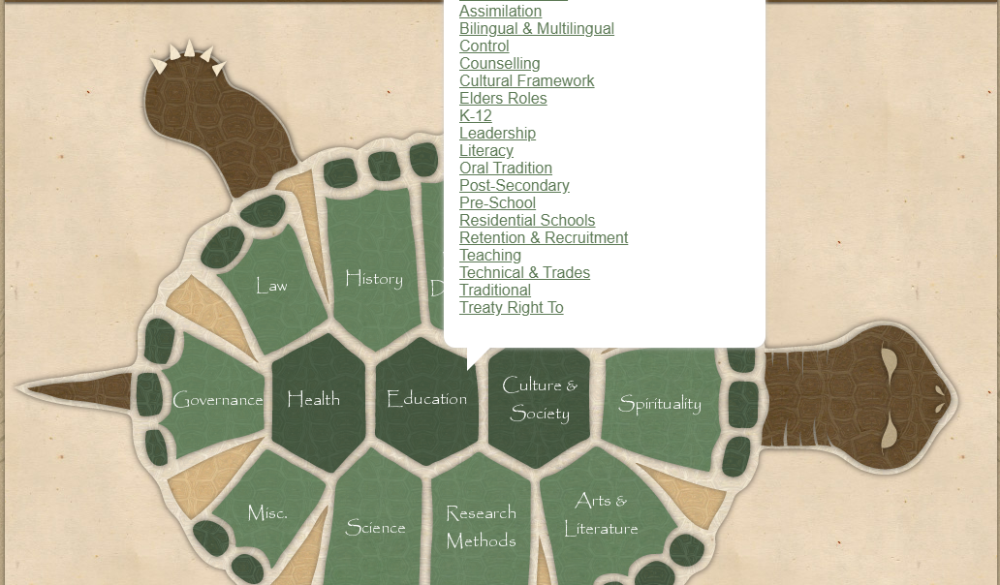 Assimilation
Bilingual & Multilingual
Control
Counselling
Cultural Framework
Elders Roles
K-12
Leadership
Literacy
Oral Tradition
Post-Secondary
Pre-School
Residential Schools
Retention & Recruitment
Teaching
Technical & Trades
Traditional
Treaty Right To
Law
History
Governance
Health
Education
Culture &
Society
Spirituality
Misc.
Science
Research
Methods
Arts &
Literature